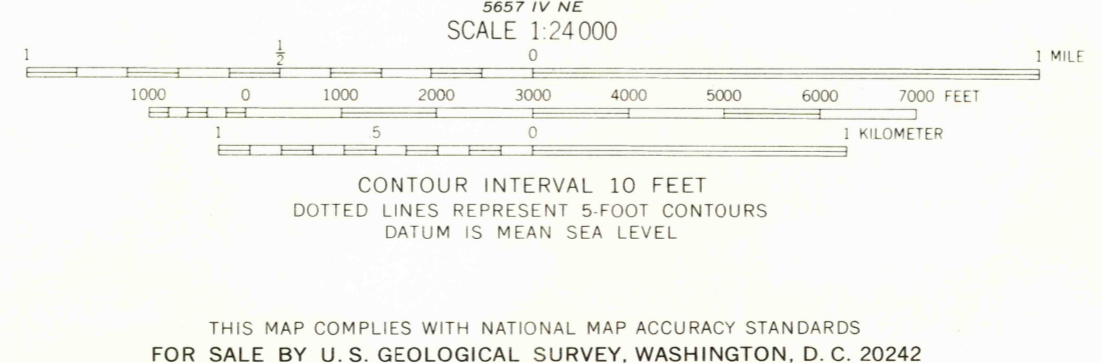 5657 IV NE
SCALE 1:24000
1 ½ 0 1 MILE
1000 0 1000 2000 3000 4000 5000 6000 7000 FEET
1 .5 0 1 KILOMETER
CONTOUR INTERVAL 10 FEET
DOTTED LINES REPRESENT 5-FOOT CONTOURS
DATUM IS MEAN SEA LEVEL
THIS MAP COMPLIES WITH NATIONAL MAP ACCURACY STANDARDS
FOR SALE BY U. S. GEOLOGICAL SURVEY, WASHINGTON, D. C. 20242